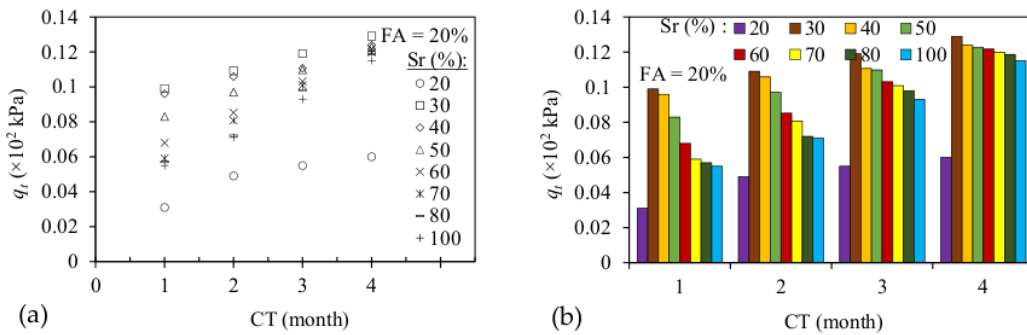 0.14
0.12
0.1
0.08
0.06
0.04
0.02
0
qt (×10² kPa)
FA = 20%
Sr (%):
20
30
40
50
60
70
80
100
0 1 2 3 4
CT (month)
(a)
0.14
0.12
0.1
0.08
0.06
0.04
0.02
0
qt (×10² kPa)
Sr (%) : 20 30 40 50
60 70 80 100
FA = 20%
1 2 3 4
CT (month)
(b)